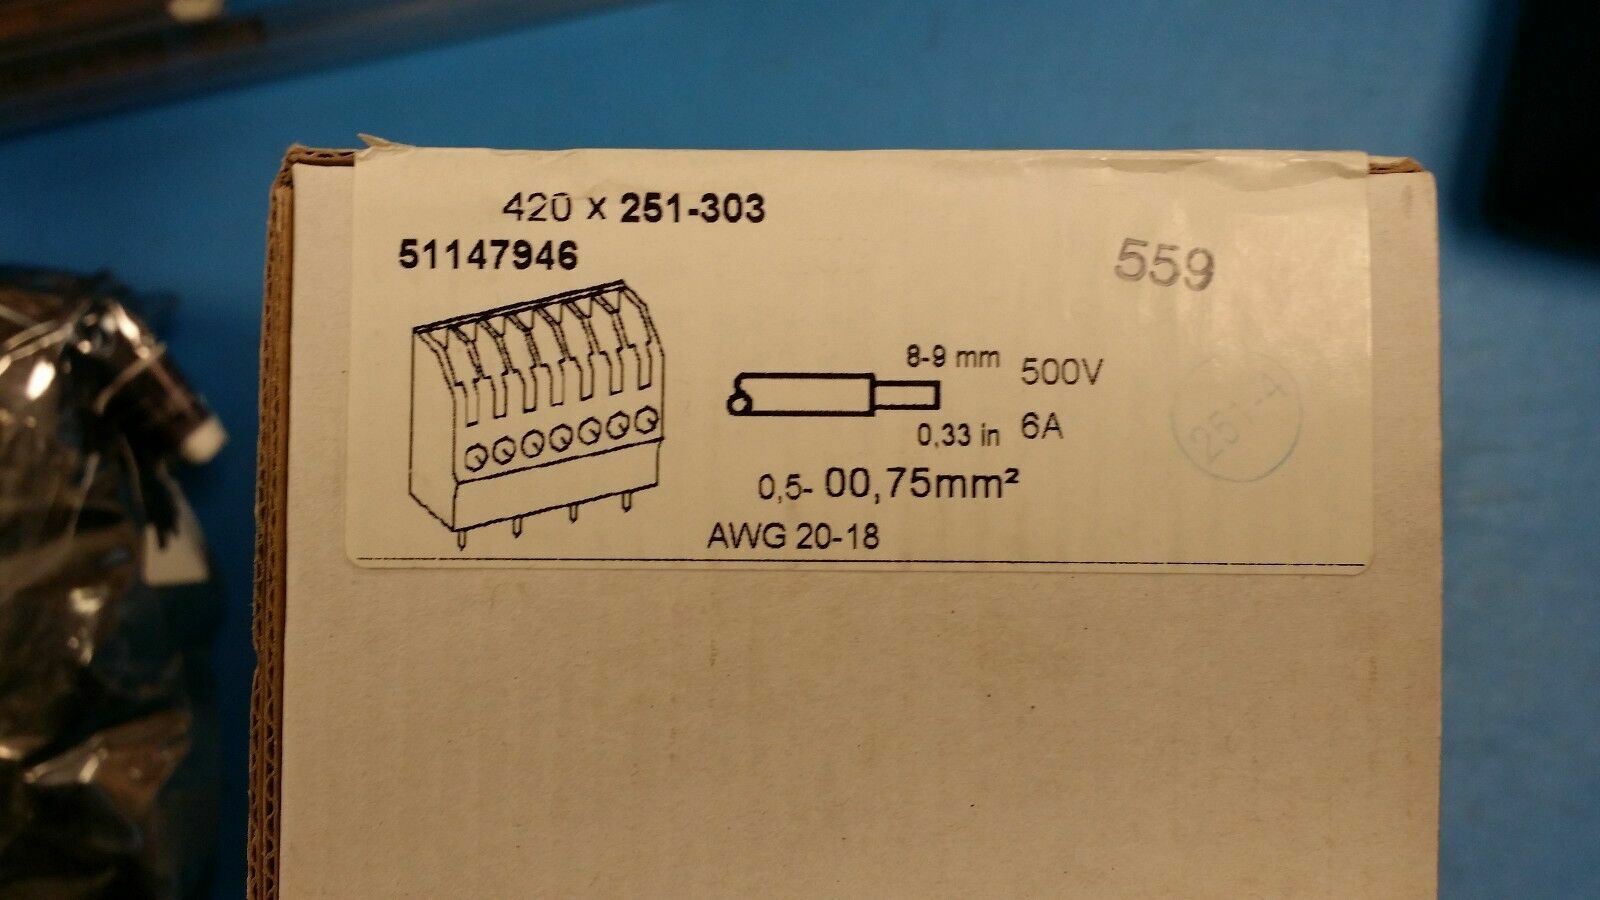 420 x 251-303
51147946
559
8-9 mm
500V
0,33 in
6A
0,5- 00,75mm²
AWG 20-18